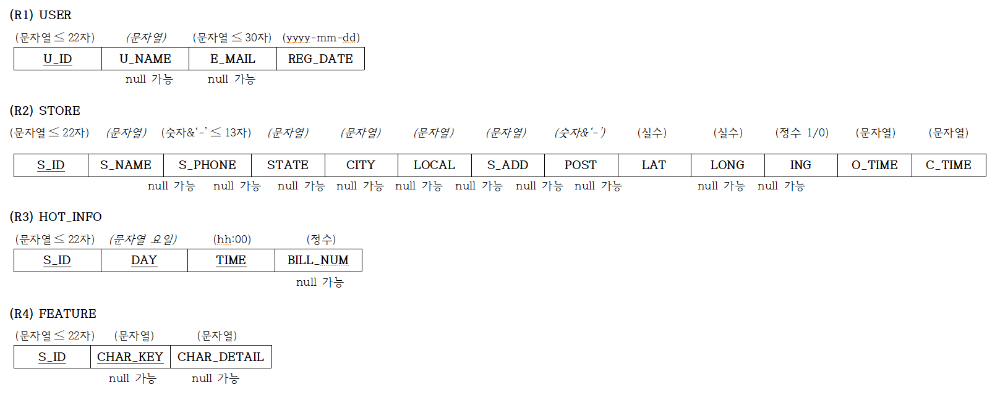 (R1) USER
(문자열 ≤ 22자) (문자열) (문자열 ≤ 30자) (yyyy-mm-dd)
U_ID U_NAME E_MAIL REG_DATE
null 가능 null 가능
(R2) STORE
(문자열 ≤ 22자) (문자열) (숫자&'-' ≤ 13자) (문자열) (문자열) (문자열) (문자열) (숫자&'-') (실수) (실수) (정수 1/0) (문자열) (문자열)
S_ID S_NAME S_PHONE STATE CITY LOCAL S_ADD POST LAT LONG ING O_TIME C_TIME
null 가능 null 가능 null 가능 null 가능 null 가능 null 가능 null 가능 null 가능 null 가능 null 가능
(R3) HOT_INFO
(문자열 ≤ 22자) (문자열 요일) (hh:00) (정수)
S_ID DAY TIME BILL_NUM
null 가능
(R4) FEATURE
(문자열 ≤ 22자) (문자열) (문자열)
S_ID CHAR_KEY CHAR_DETAIL
null 가능 null 가능